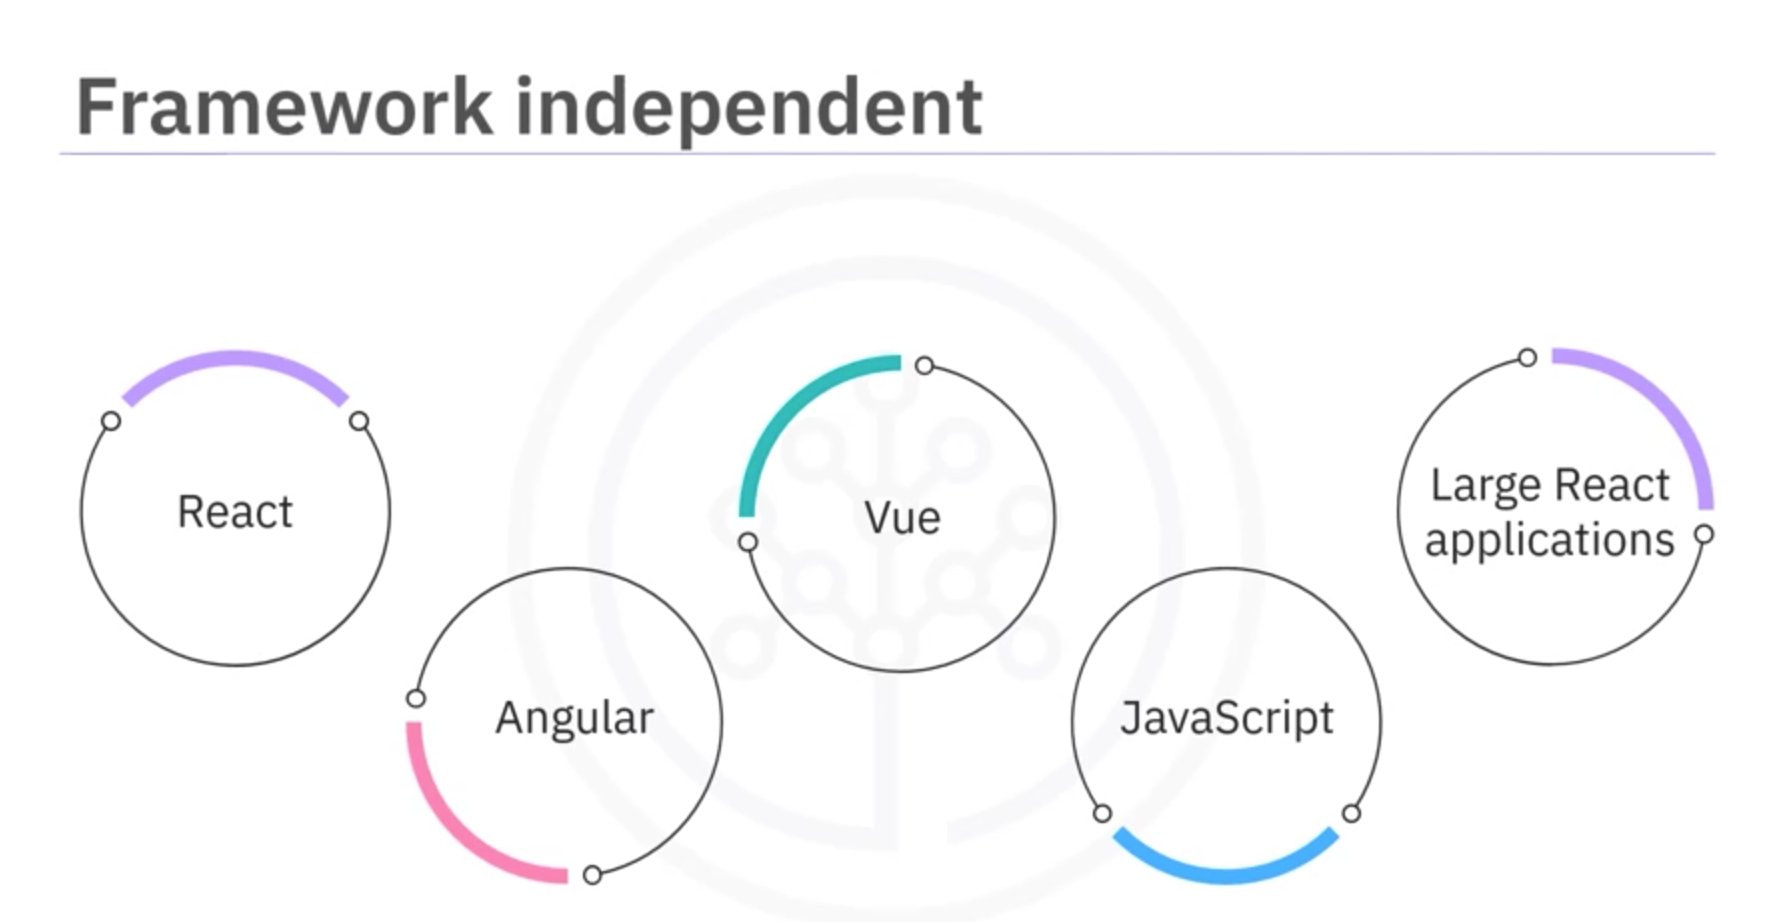 Framework independent
React
Angular
Vue
JavaScript
Large React
applications